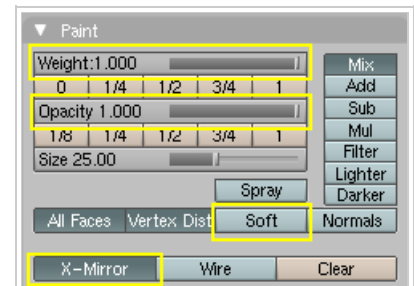 Paint
Weight:1.000
Mix
0 1/4 1/2 3/4 1
Add
Opacity 1.000
Sub
1/8 1/4 1/2 3/4 1
Mul
Size 25.00
Filter
Lighter
Spray
Darker
All Faces Vertex Dist Soft Normals
X-Mirror Wire Clear